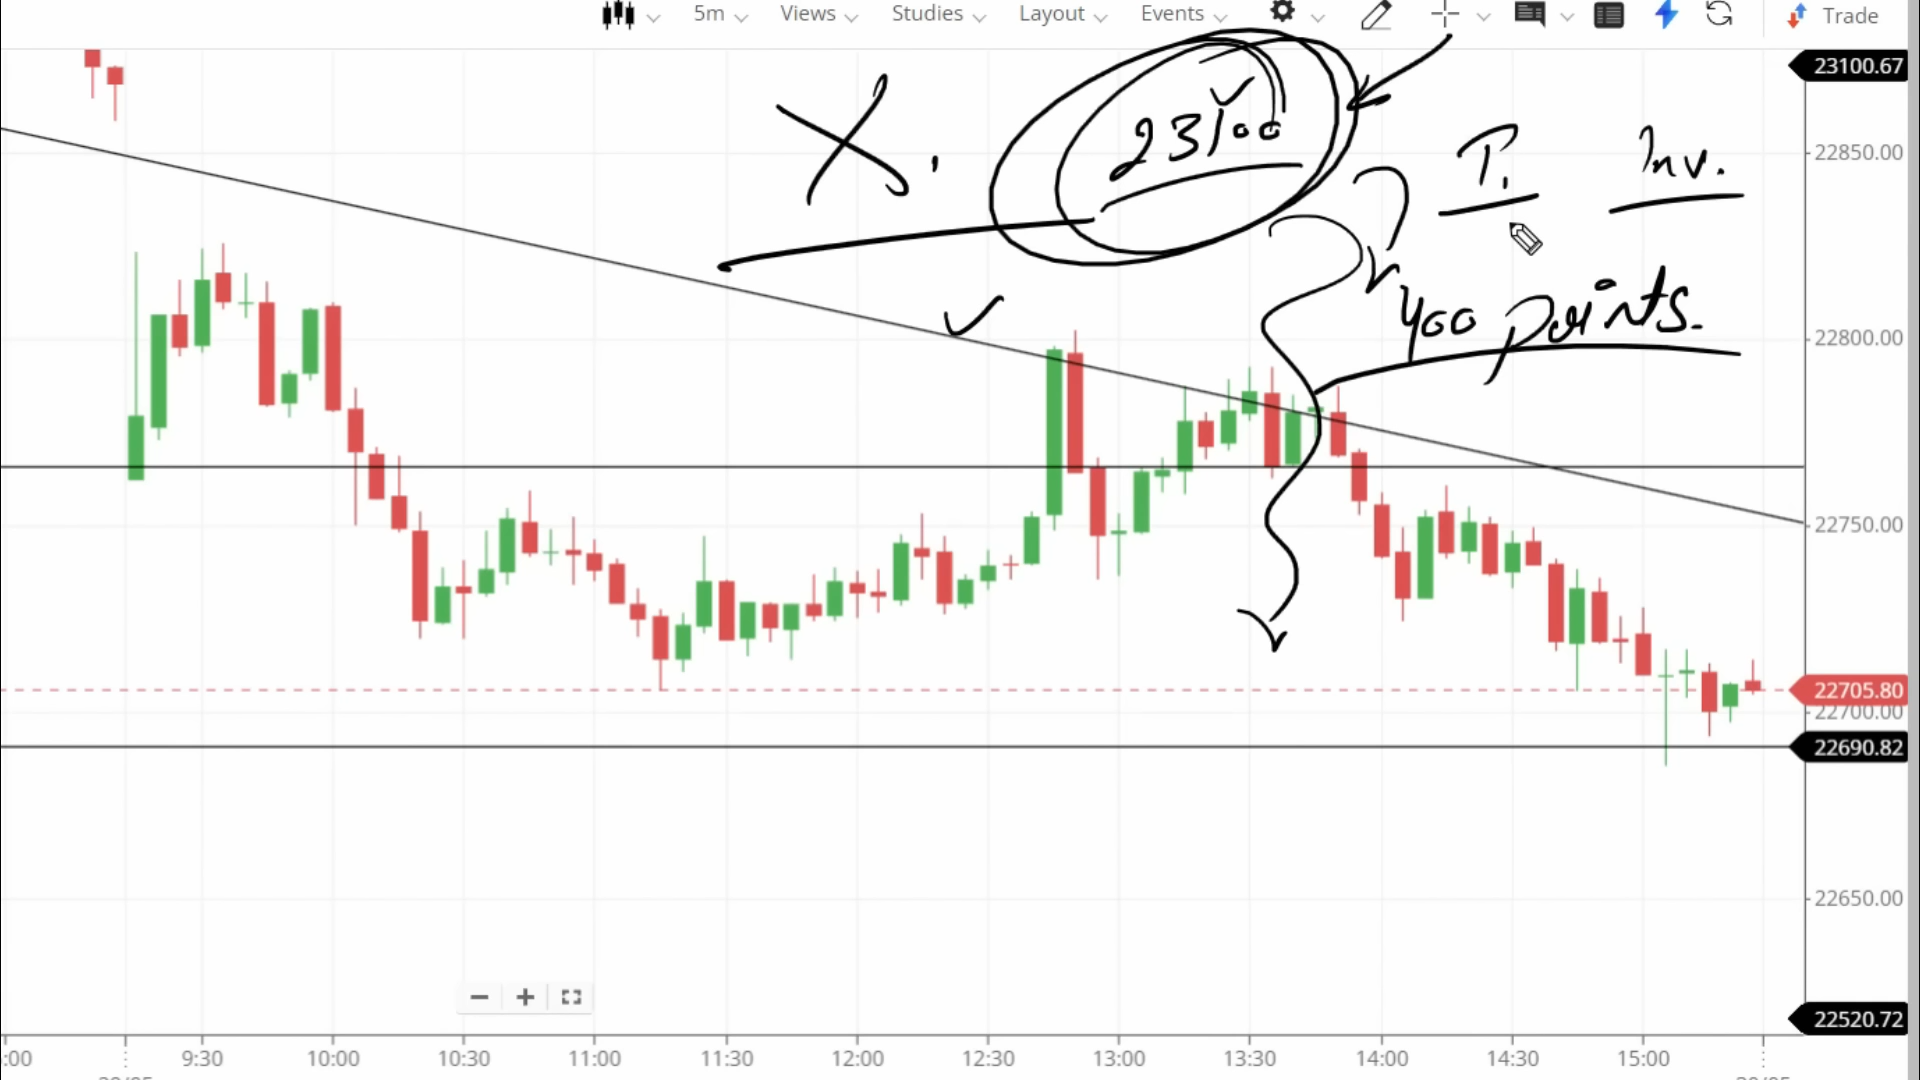 5m Views Studies Layout Events Trade
23100.67
X.
23100
T. Inv.
22850.00
400 points.
22800.00
22750.00
22705.80
22700.00
22690.82
22650.00
22520.72
:00 9:30 10:00 10:30 11:00 11:30 12:00 12:30 13:00 13:30 14:00 14:30 15:00